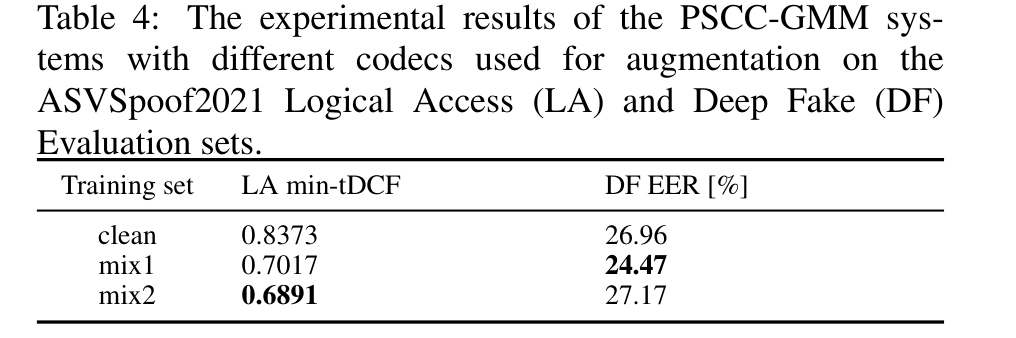 Table 4: The experimental results of the PSCC-GMM sys-
tems with different codecs used for augmentation on the
ASVSpoof2021 Logical Access (LA) and Deep Fake (DF)
Evaluation sets.
Training set LA min-tDCF DF EER [%]
clean 0.8373 26.96
mix1 0.7017 24.47
mix2 0.6891 27.17